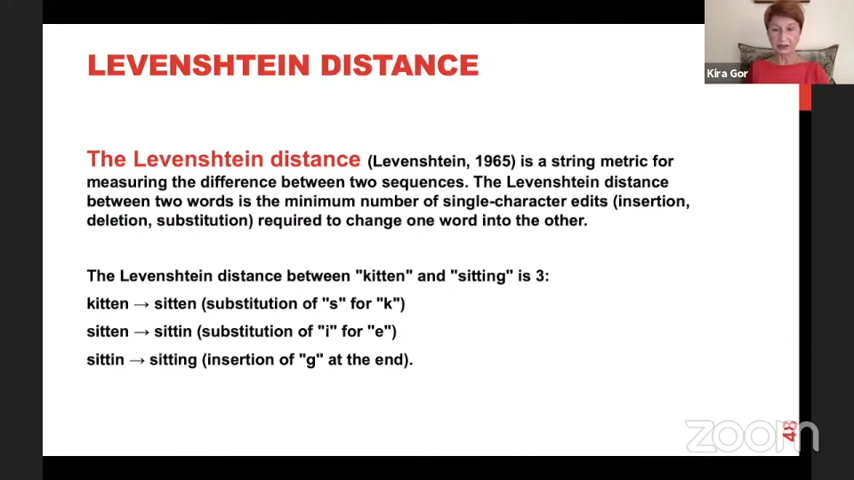 LEVENSHTEIN DISTANCE
Kira Gor
The Levenshtein distance (Levenshtein, 1965) is a string metric for
measuring the difference between two sequences. The Levenshtein distance
between two words is the minimum number of single-character edits (insertion,
deletion, substitution) required to change one word into the other.
The Levenshtein distance between "kitten" and "sitting" is 3:
kitten → sitten (substitution of "s" for "k")
sitten → sittin (substitution of "i" for "e")
sittin → sitting (insertion of "g" at the end).
zoom
48